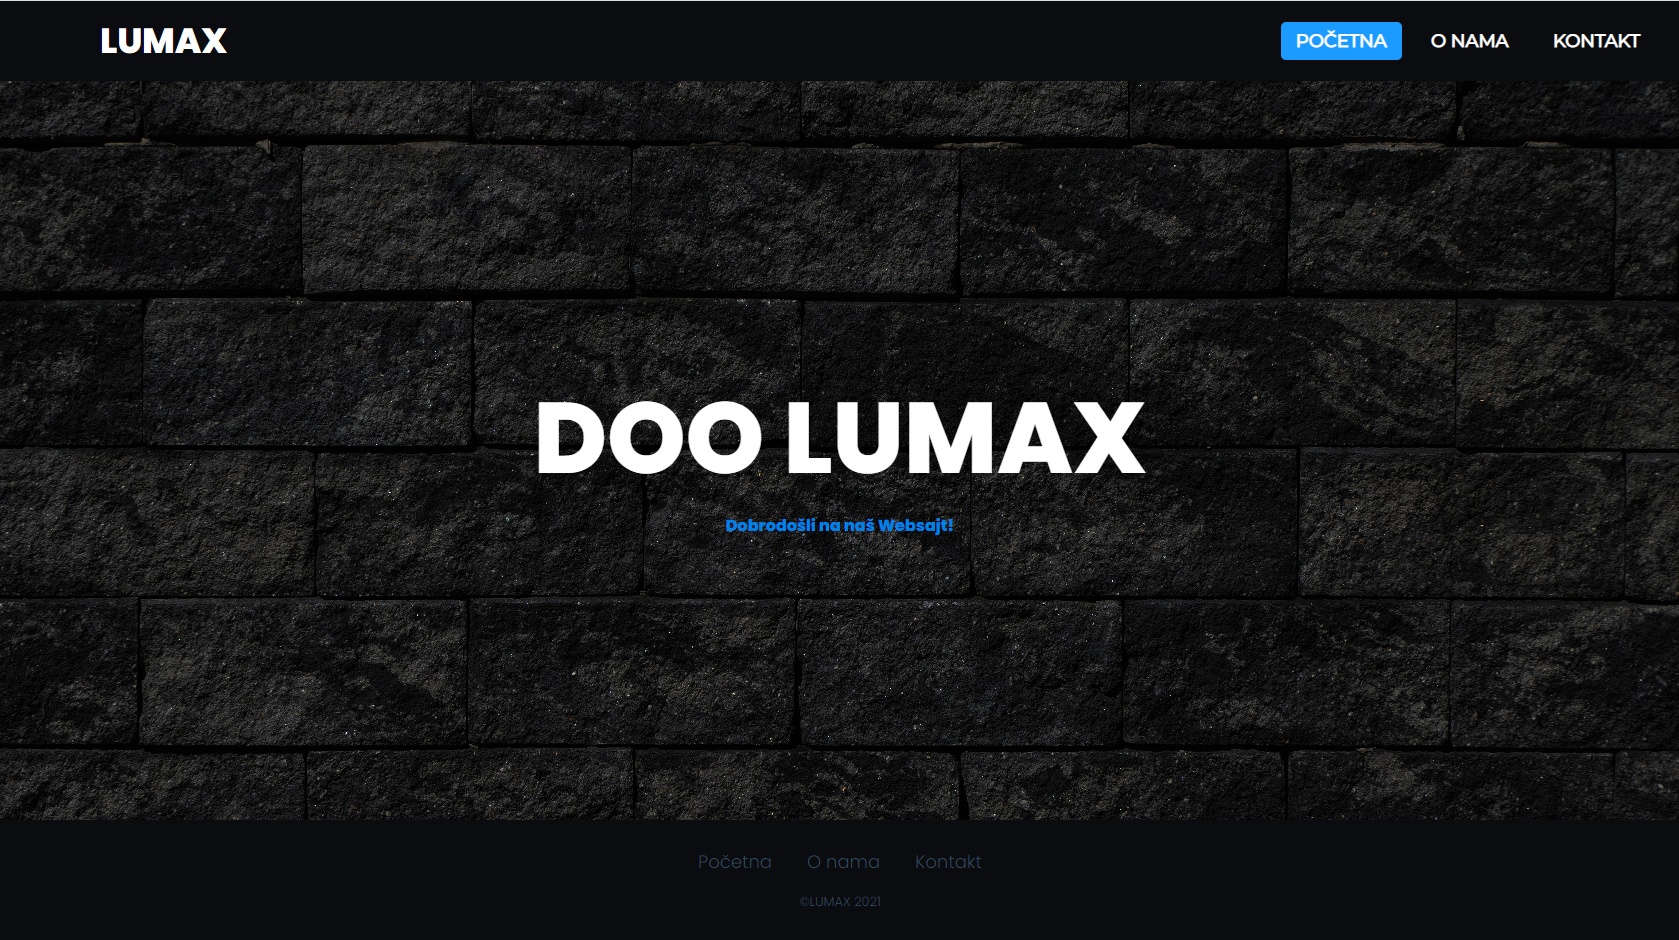 LUMAX
POČETNA O NAMA KONTAKT
DOO LUMAX
Dobrodošli na naš Websajt!
Početna O nama Kontakt
©LUMAX 2021